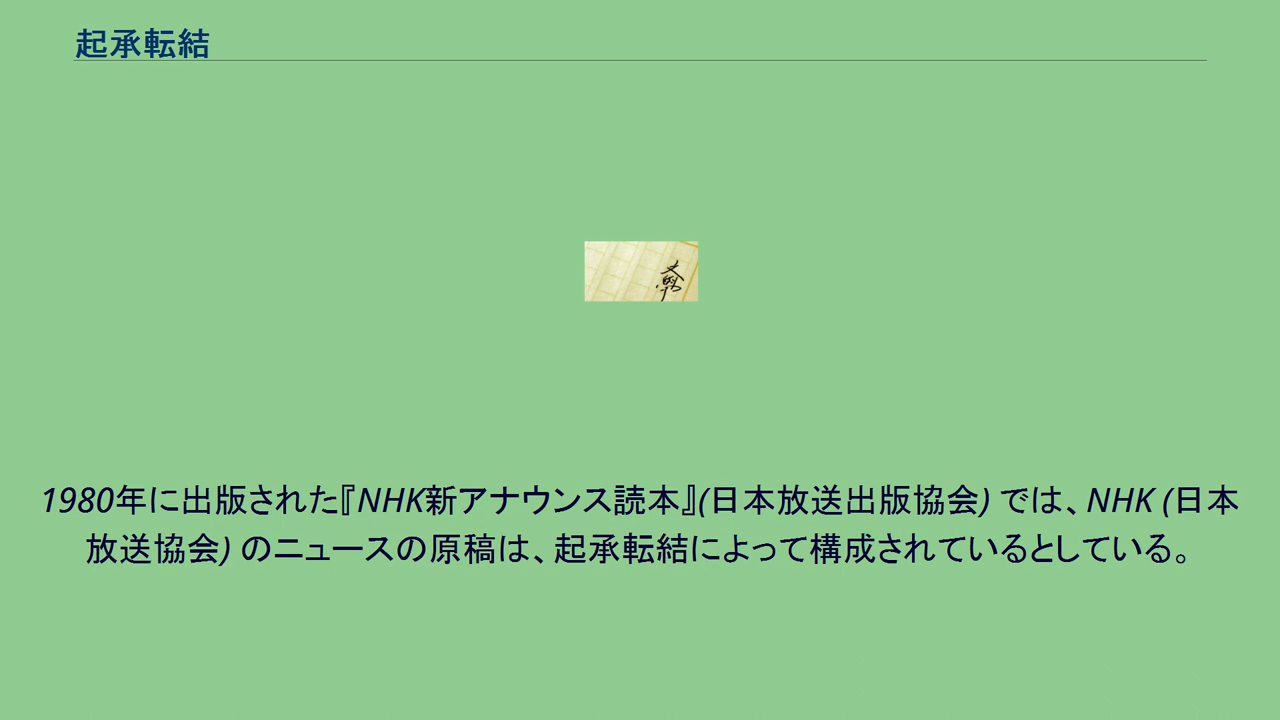 起承転結
1980年に出版された『NHK新アナウンス読本』(日本放送出版協会) では、NHK (日本
放送協会) のニュースの原稿は、起承転結によって構成されているとしている。